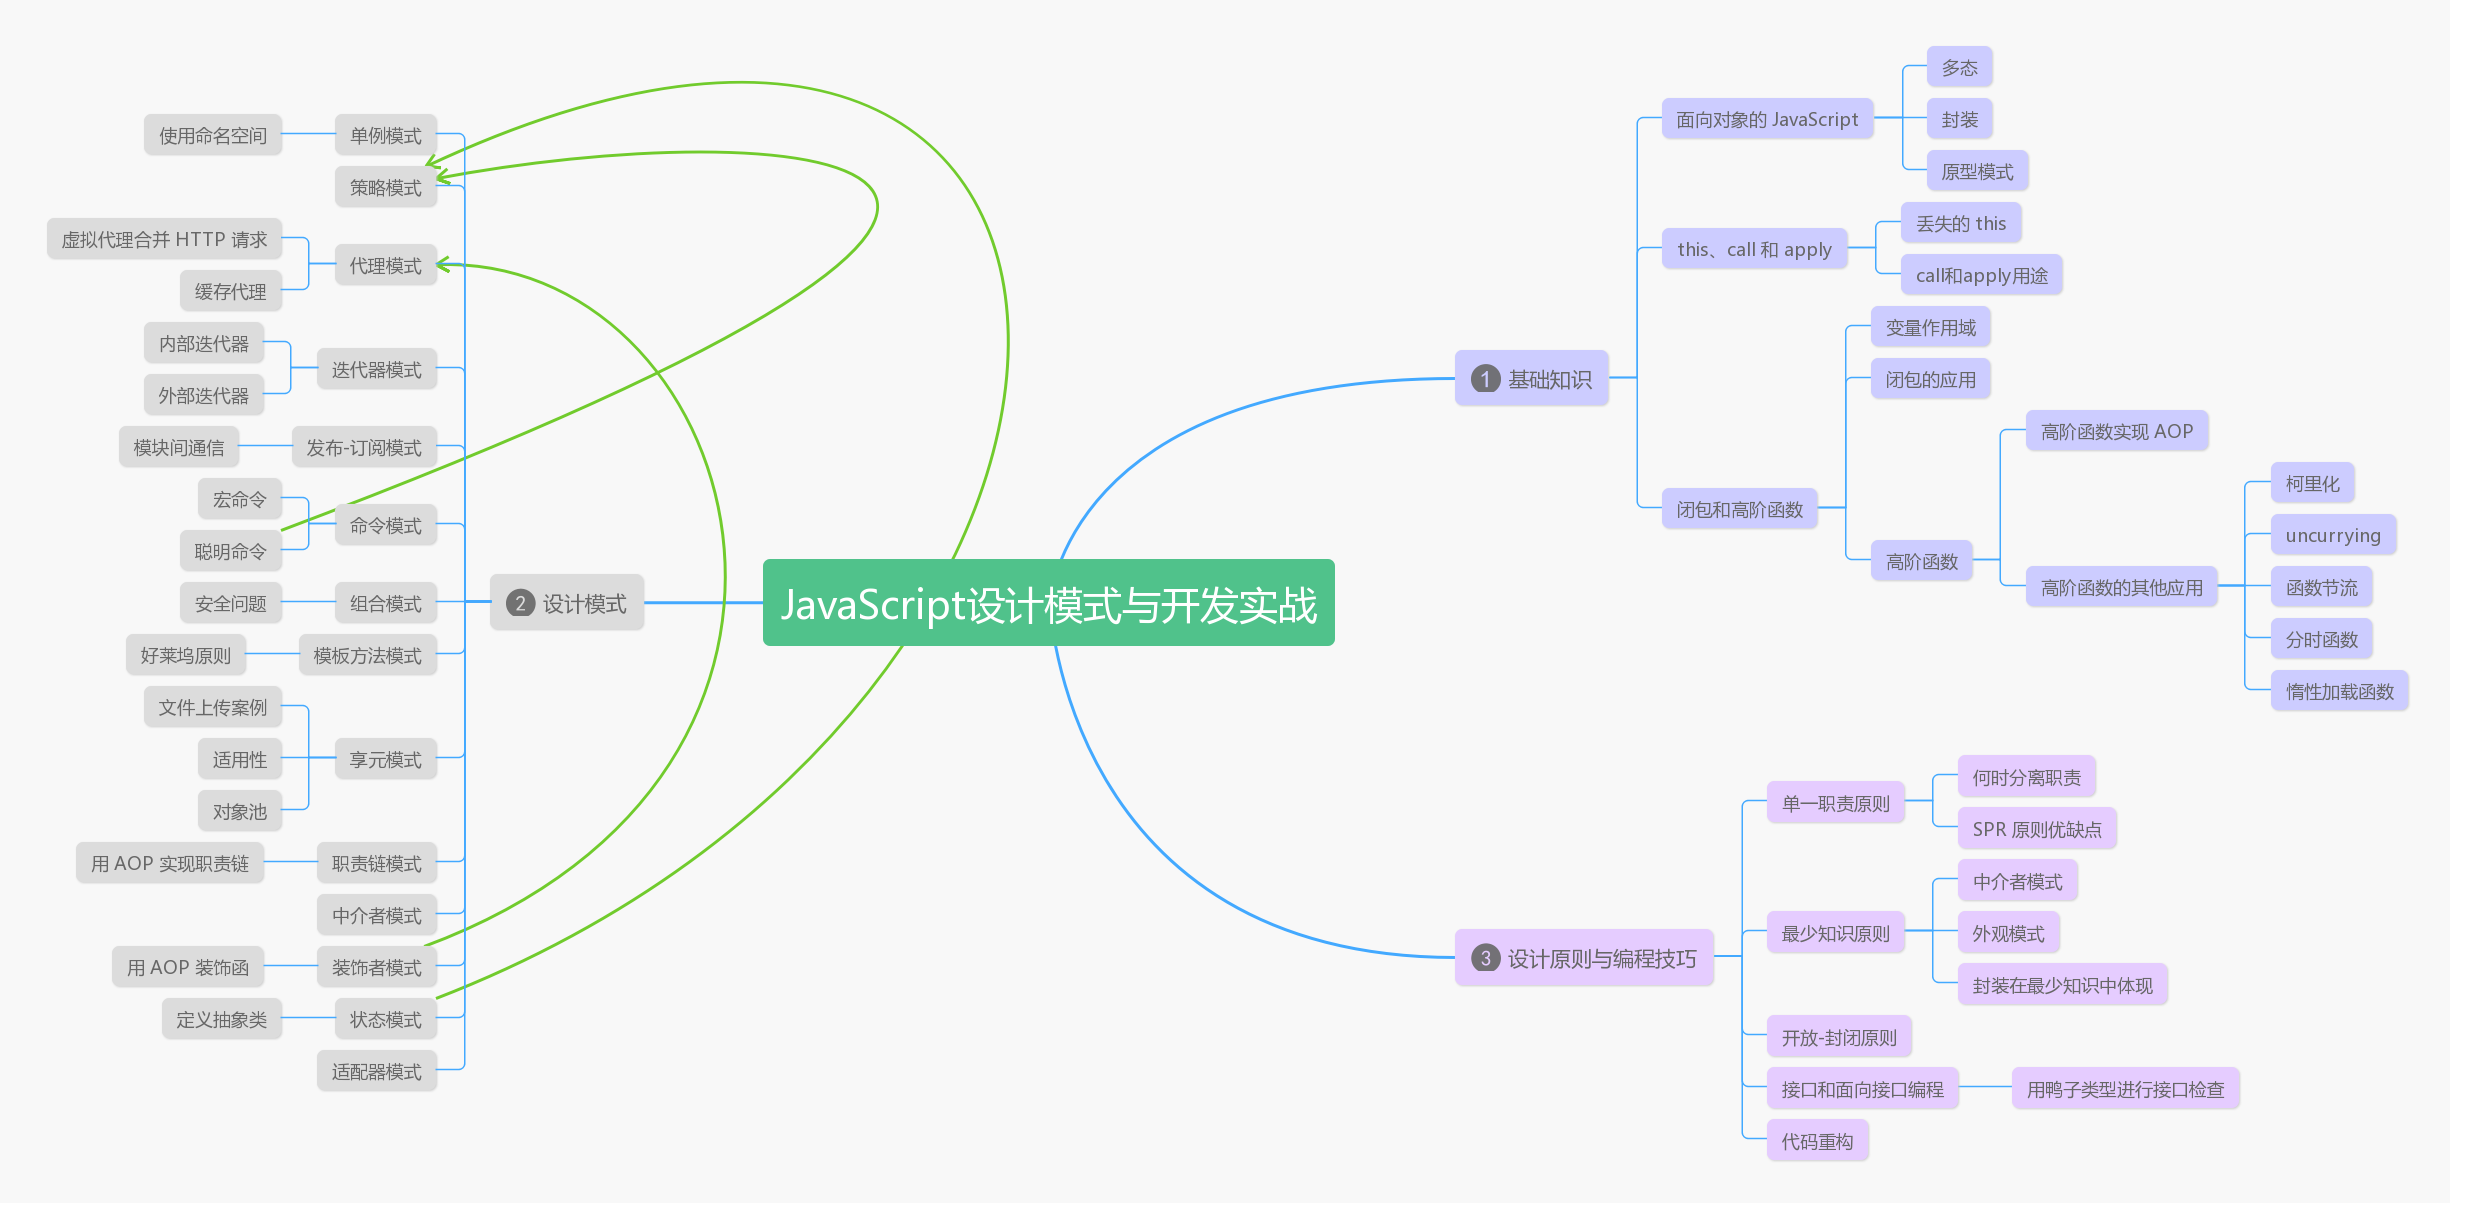 JavaScript设计模式与开发实战
1 基础知识
面向对象的 JavaScript
多态
封装
原型模式
this、call 和 apply
丢失的 this
call和apply用途
闭包和高阶函数
变量作用域
闭包的应用
高阶函数
高阶函数实现 AOP
高阶函数的其他应用
柯里化
uncurrying
函数节流
分时函数
惰性加载函数
2 设计模式
单例模式
使用命名空间
策略模式
代理模式
虚拟代理合并 HTTP 请求
缓存代理
迭代器模式
内部迭代器
外部迭代器
发布-订阅模式
模块间通信
命令模式
宏命令
聪明命令
组合模式
安全问题
模板方法模式
好莱坞原则
享元模式
文件上传案例
适用性
对象池
职责链模式
用 AOP 实现职责链
中介者模式
装饰者模式
用 AOP 装饰函
状态模式
定义抽象类
适配器模式
3 设计原则与编程技巧
单一职责原则
何时分离职责
SPR 原则优缺点
最少知识原则
中介者模式
外观模式
封装在最少知识中体现
开放-封闭原则
接口和面向接口编程
用鸭子类型进行接口检查
代码重构